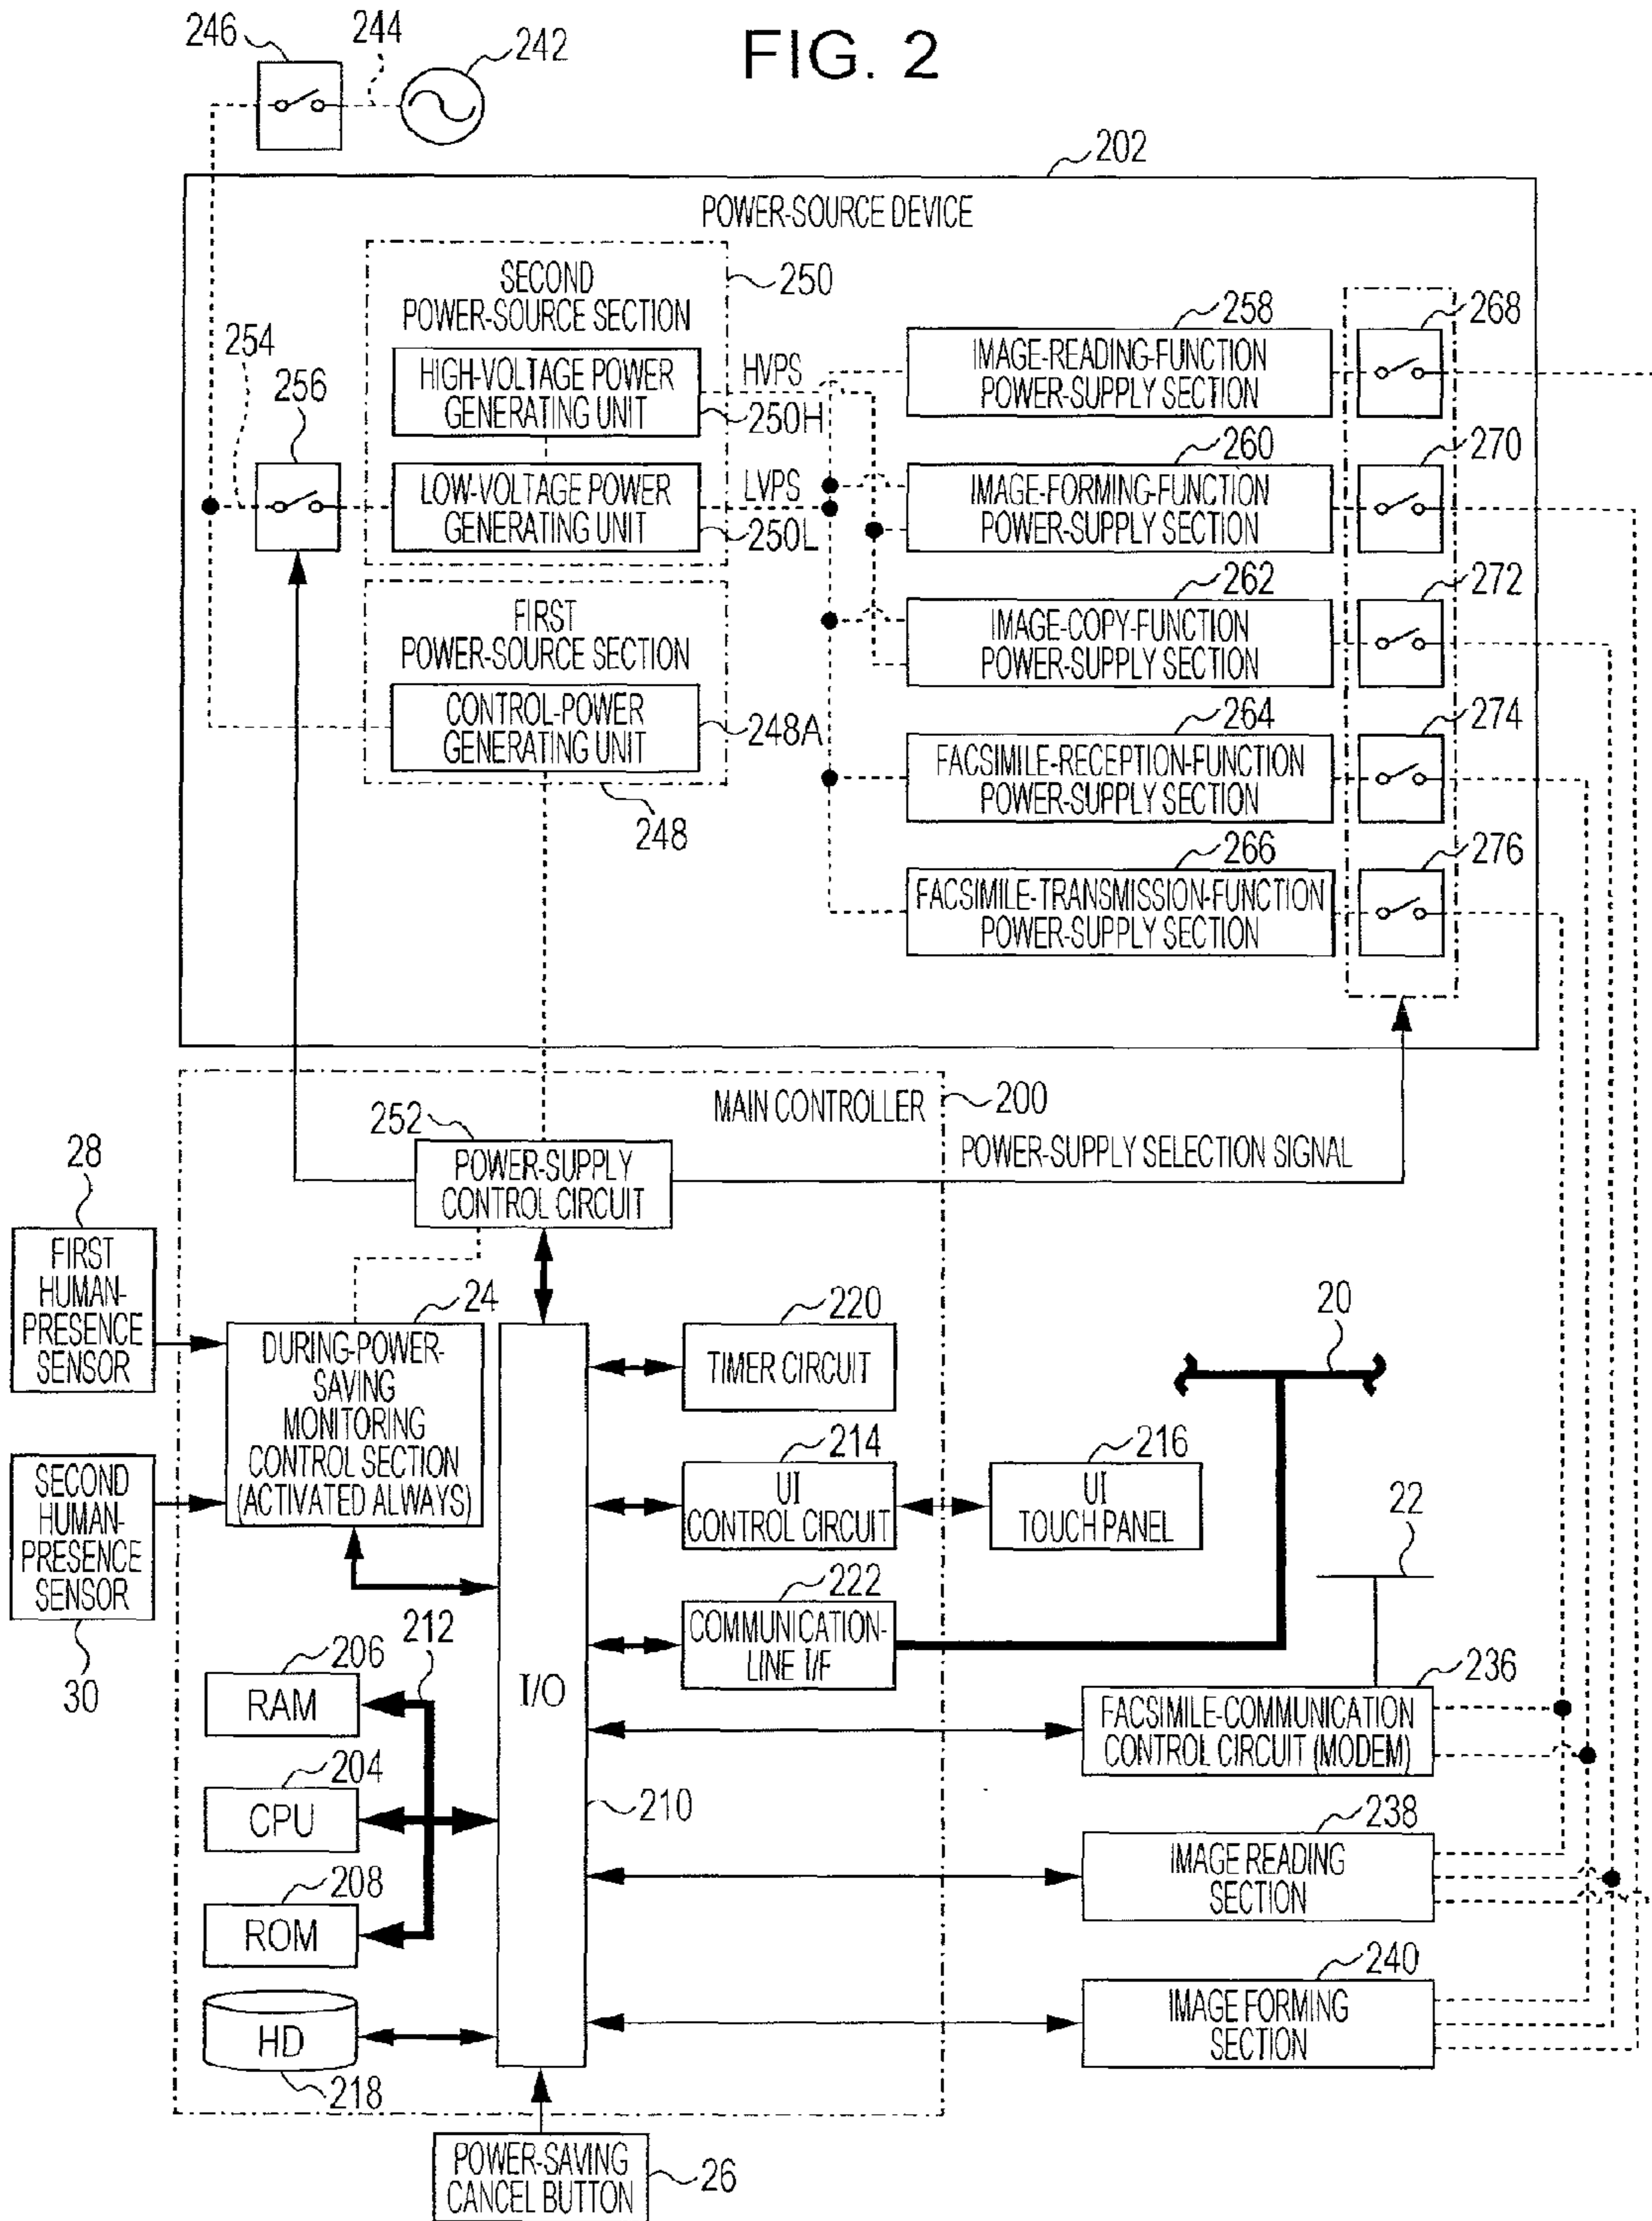 FIG. 2
246
244
242
202
POWER-SOURCE DEVICE
SECOND
POWER-SOURCE SECTION
250
HIGH-VOLTAGE POWER
GENERATING UNIT
HVPS
250H
254
256
LOW-VOLTAGE POWER
GENERATING UNIT
LVPS
250L
FIRST
POWER-SOURCE SECTION
CONTROL-POWER
GENERATING UNIT
248A
248
258
IMAGE-READING-FUNCTION
POWER-SUPPLY SECTION
268
260
IMAGE-FORMING-FUNCTION
POWER-SUPPLY SECTION
270
262
IMAGE-COPY-FUNCTION
POWER-SUPPLY SECTION
272
264
FACSIMILE-RECEPTION-FUNCTION
POWER-SUPPLY SECTION
274
266
FACSIMILE-TRANSMISSION-FUNCTION
POWER-SUPPLY SECTION
276
MAIN CONTROLLER
200
252
POWER-SUPPLY
CONTROL CIRCUIT
POWER-SUPPLY SELECTION SIGNAL
28
FIRST
HUMAN-
PRESENCE
SENSOR
24
DURING-POWER-
SAVING
MONITORING
CONTROL SECTION
(ACTIVATED ALWAYS)
SECOND
HUMAN-
PRESENCE
SENSOR
30
220
TIMER CIRCUIT
20
214
UI
CONTROL CIRCUIT
216
UI
TOUCH PANEL
22
222
COMMUNICATION-
LINE I/F
212
206
RAM
204
CPU
208
ROM
HD
218
I/O
210
236
FACSIMILE-COMMUNICATION
CONTROL CIRCUIT (MODEM)
238
IMAGE READING
SECTION
240
IMAGE FORMING
SECTION
POWER-SAVING
CANCEL BUTTON
26